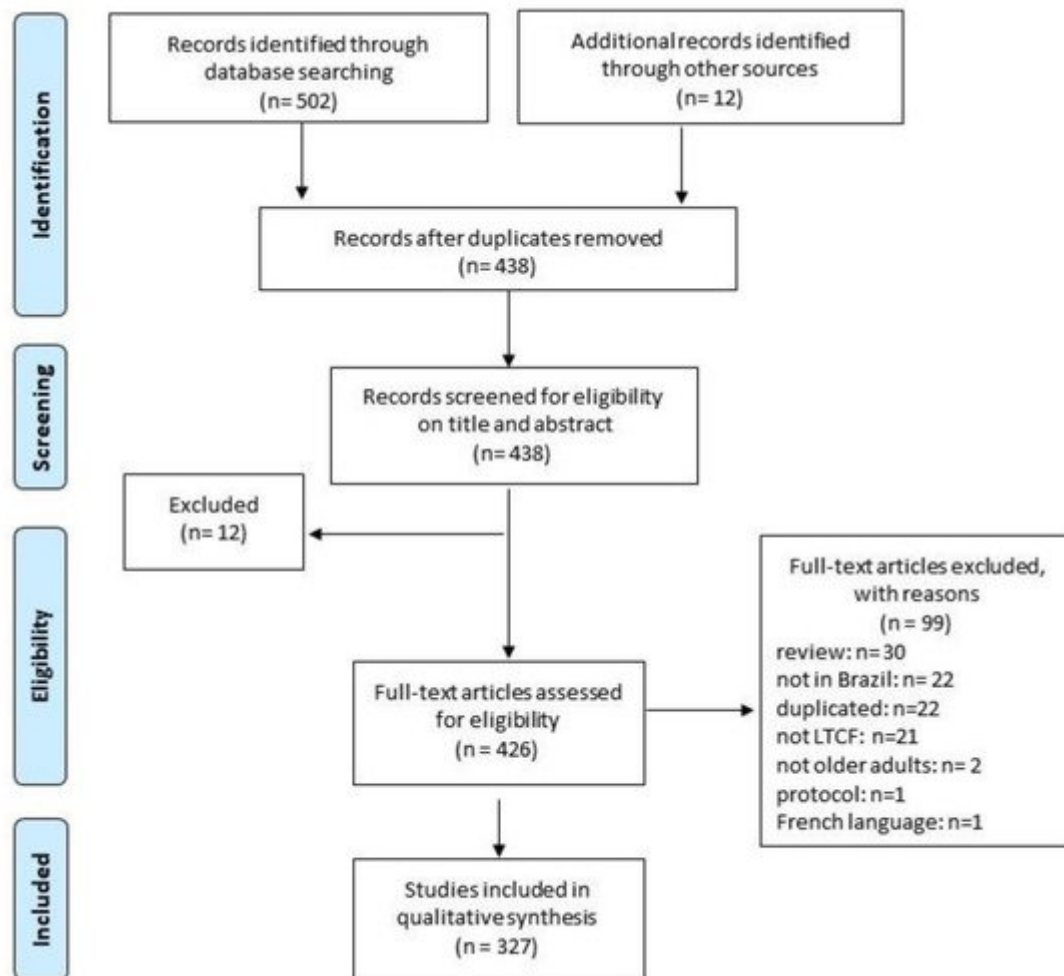 Identification
Records identified through
database searching
(n= 502)
Additional records identified
through other sources
(n= 12)
Records after duplicates removed
(n= 438)
Screening
Records screened for eligibility
on title and abstract
(n= 438)
Excluded
(n= 12)
Eligibility
Full-text articles assessed
for eligibility
(n = 426)
Full-text articles excluded,
with reasons
(n = 99)
review: n= 30
not in Brazil: n= 22
duplicated: n=22
not LTCF: n=21
not older adults: n= 2
protocol: n=1
French language: n=1
Included
Studies included in
qualitative synthesis
(n = 327)